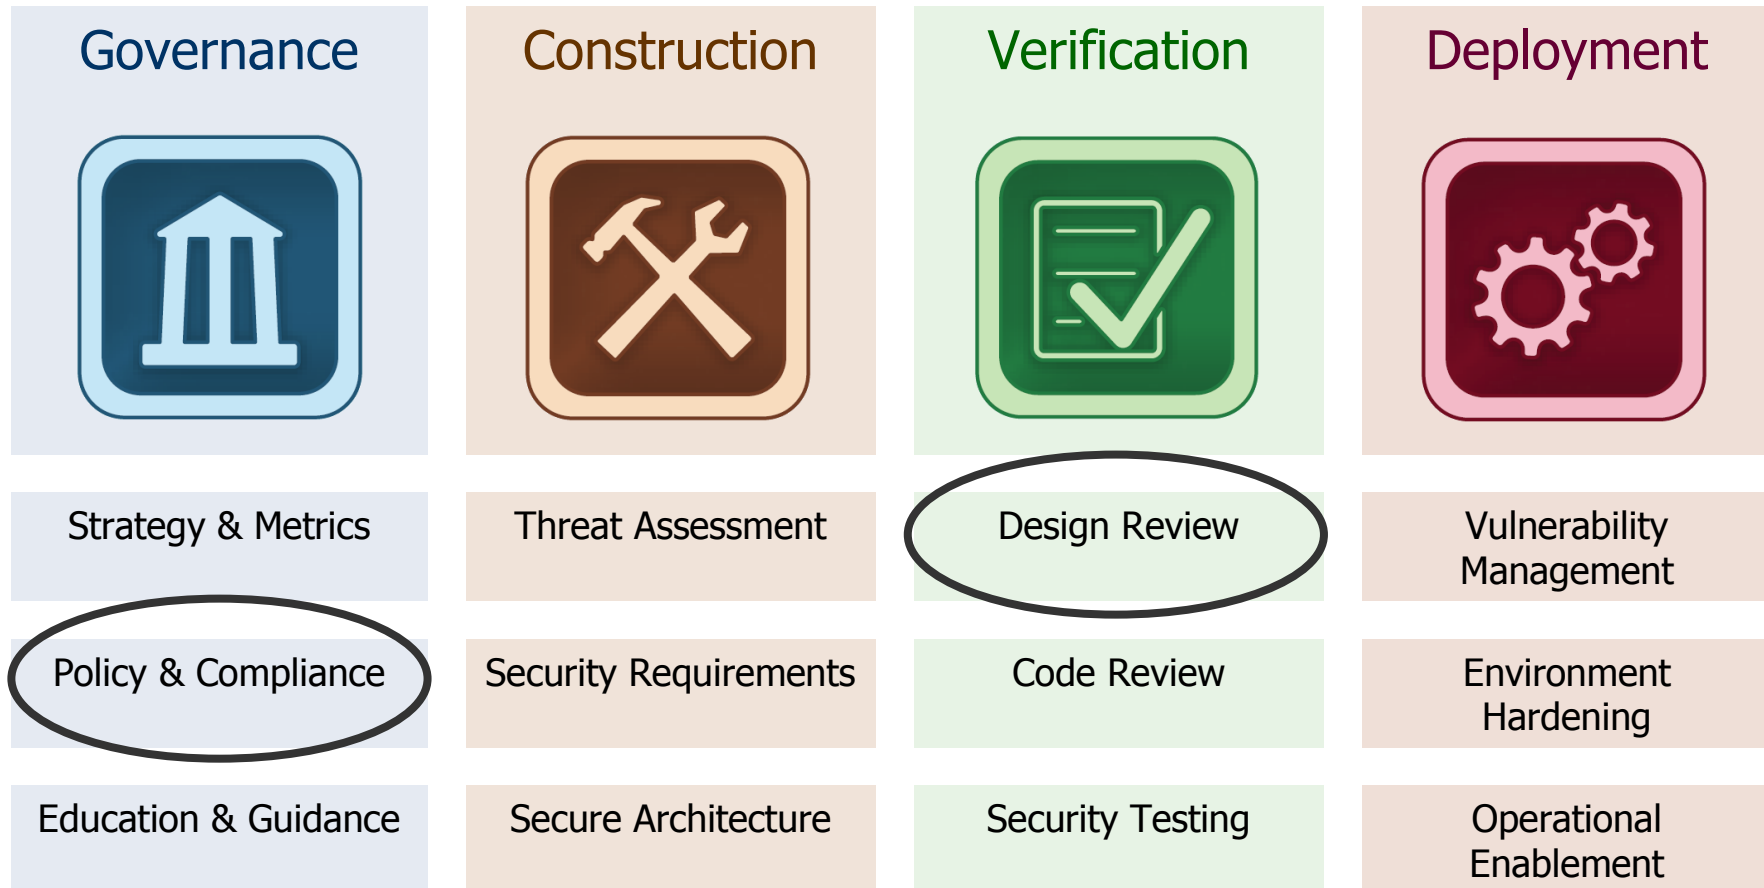 Governance
Construction
Verification
Deployment
Strategy & Metrics
Threat Assessment
Design Review
Vulnerability
Management
Policy & Compliance
Security Requirements
Code Review
Environment
Hardening
Education & Guidance
Secure Architecture
Security Testing
Operational
Enablement